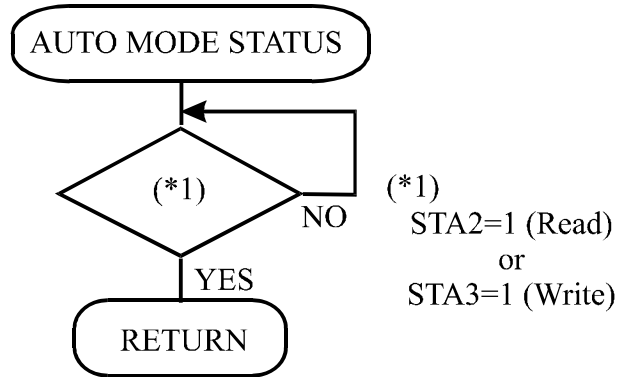 AUTO MODE STATUS
(*1)
NO
YES
RETURN
(*1)
STA2=1 (Read)
or
STA3=1 (Write)